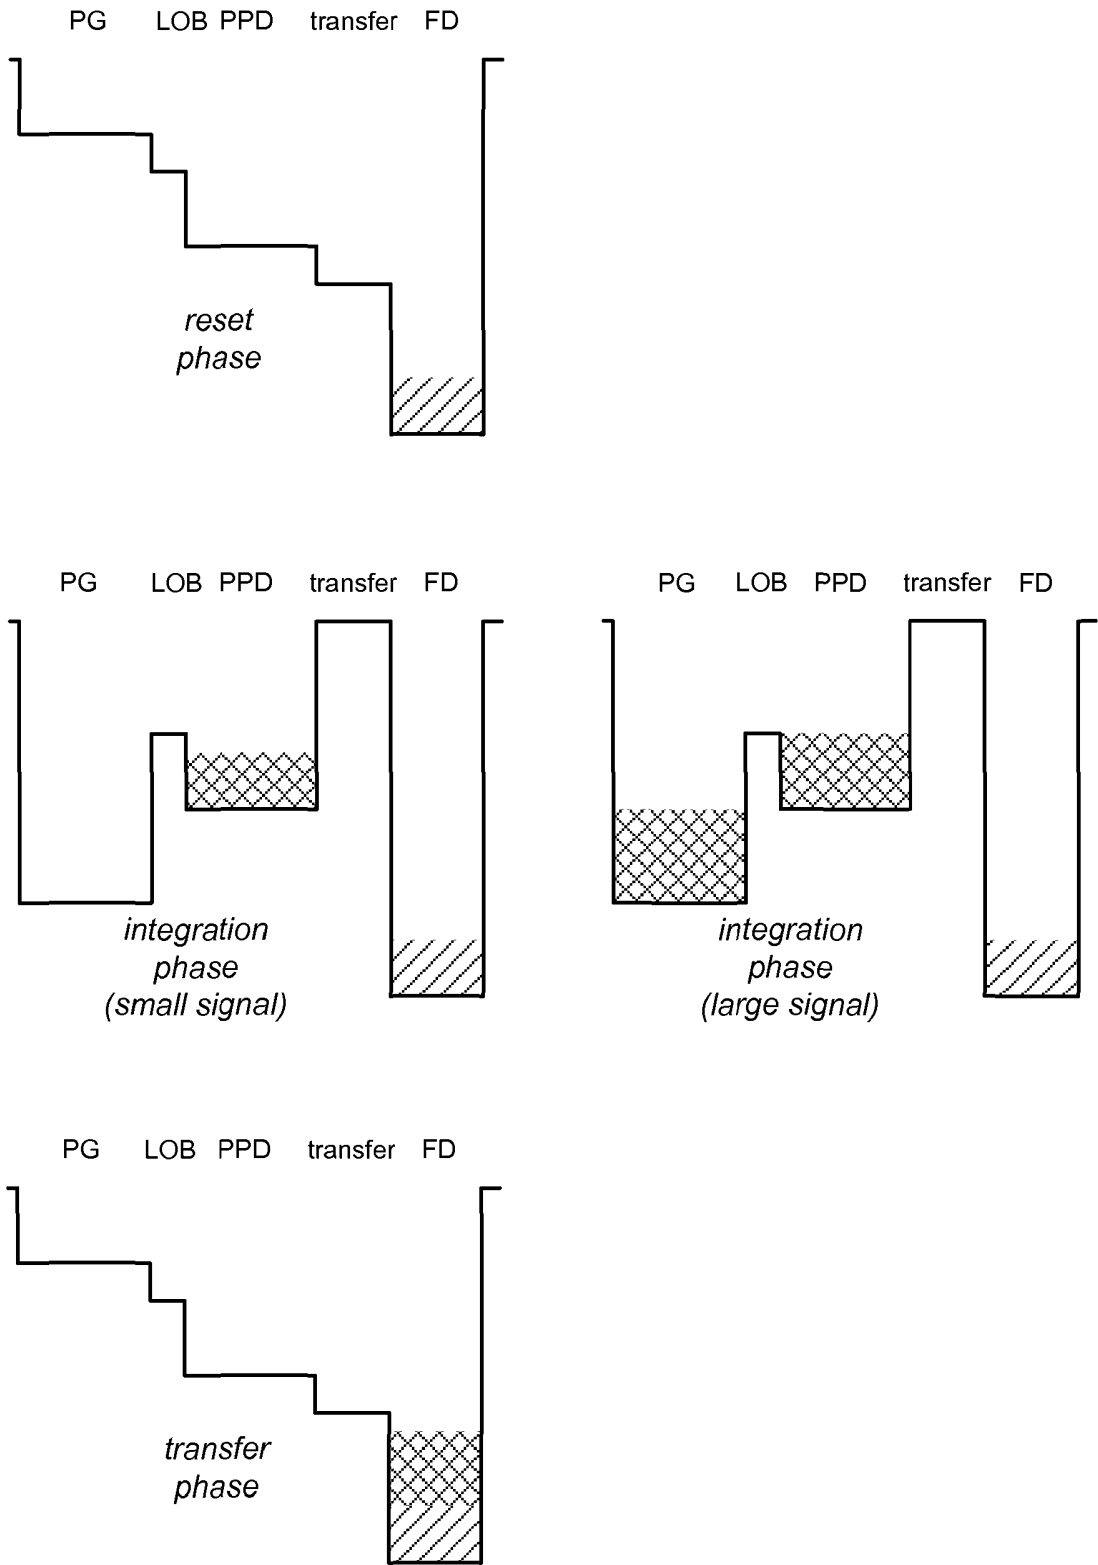 PG LOB PPD transfer FD
reset
phase
PG LOB PPD transfer FD
integration
phase
(small signal)
PG LOB PPD transfer FD
integration
phase
(large signal)
PG LOB PPD transfer FD
transfer
phase